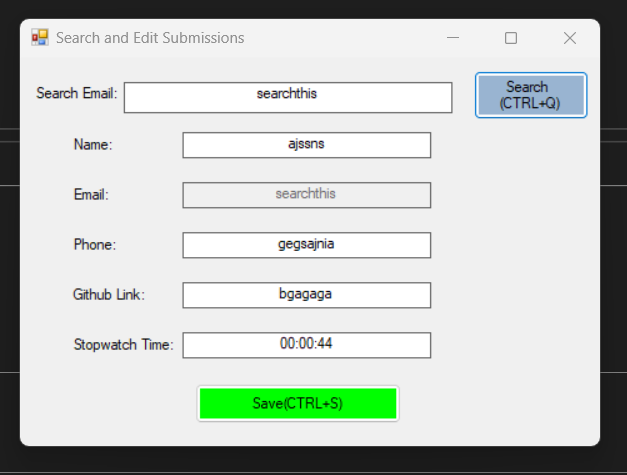 Search and Edit Submissions
Search Email: searchthis
Search
(CTRL+Q)
Name: ajssns
Email: searchthis
Phone: gegsajnia
Github Link: bgagaga
Stopwatch Time: 00:00:44
Save(CTRL+S)